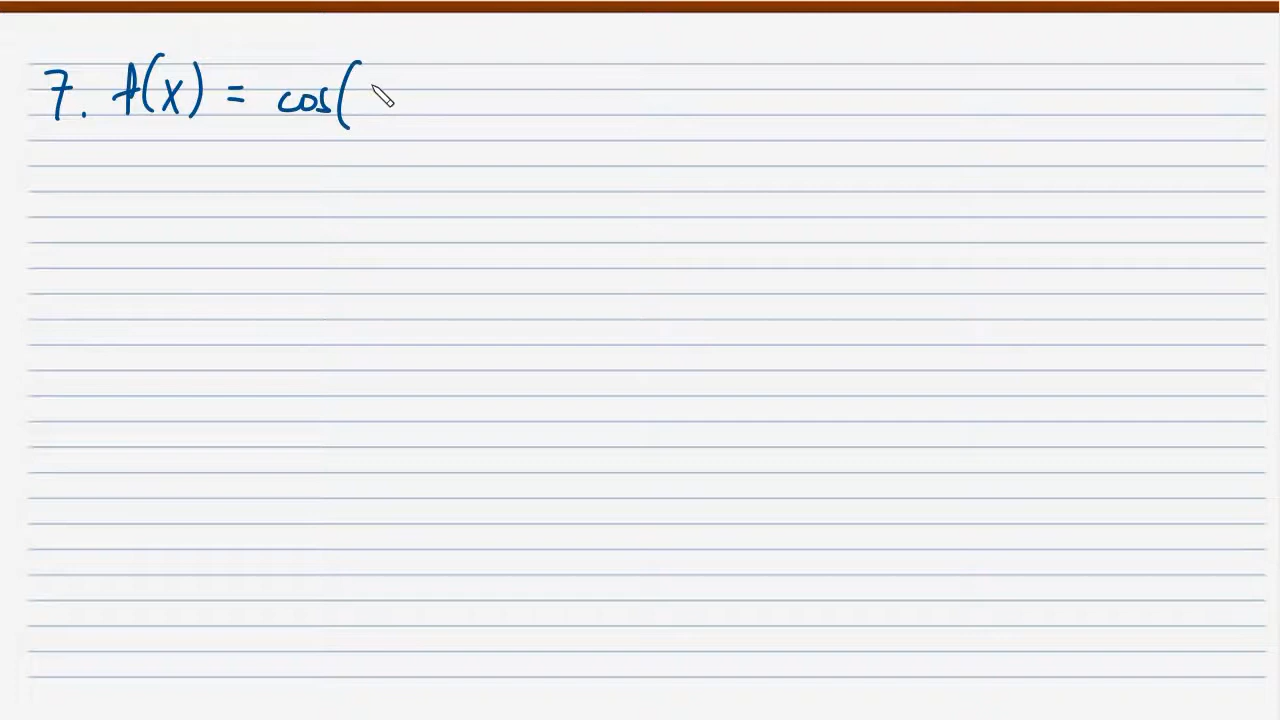 7. f(x) = cos(